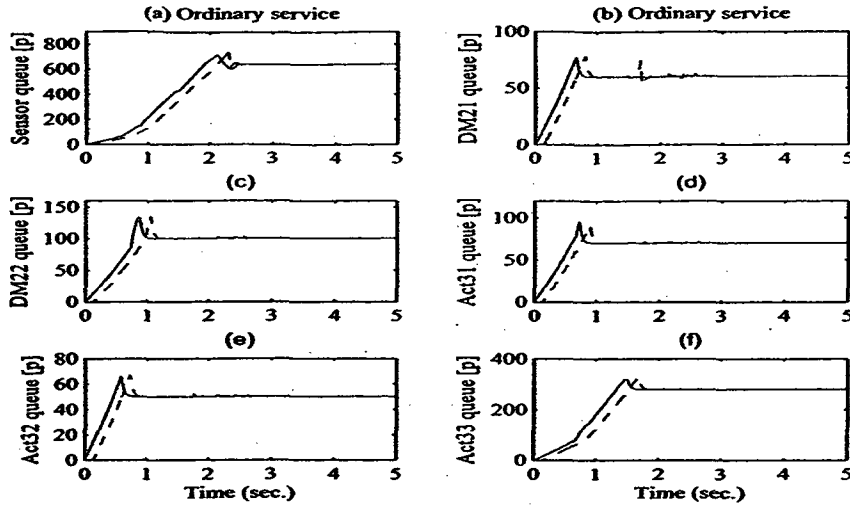 (a) Ordinary service
(b) Ordinary service
Sensor queue [p]
800
600
400
200
0
0 1 2 3 4 5
DM21 queue [p]
100
50
0
0 1 2 3 4 5
(c)
(d)
DM22 queue [p]
150
100
50
0
0 1 2 3 4 5
Act31 queue [p]
100
50
0
0 1 2 3 4 5
(e)
(f)
Act32 queue [p]
80
60
40
20
0
0 1 2 3 4 5
Time (sec.)
Act33 queue [p]
400
200
0
0 1 2 3 4 5
Time (sec.)